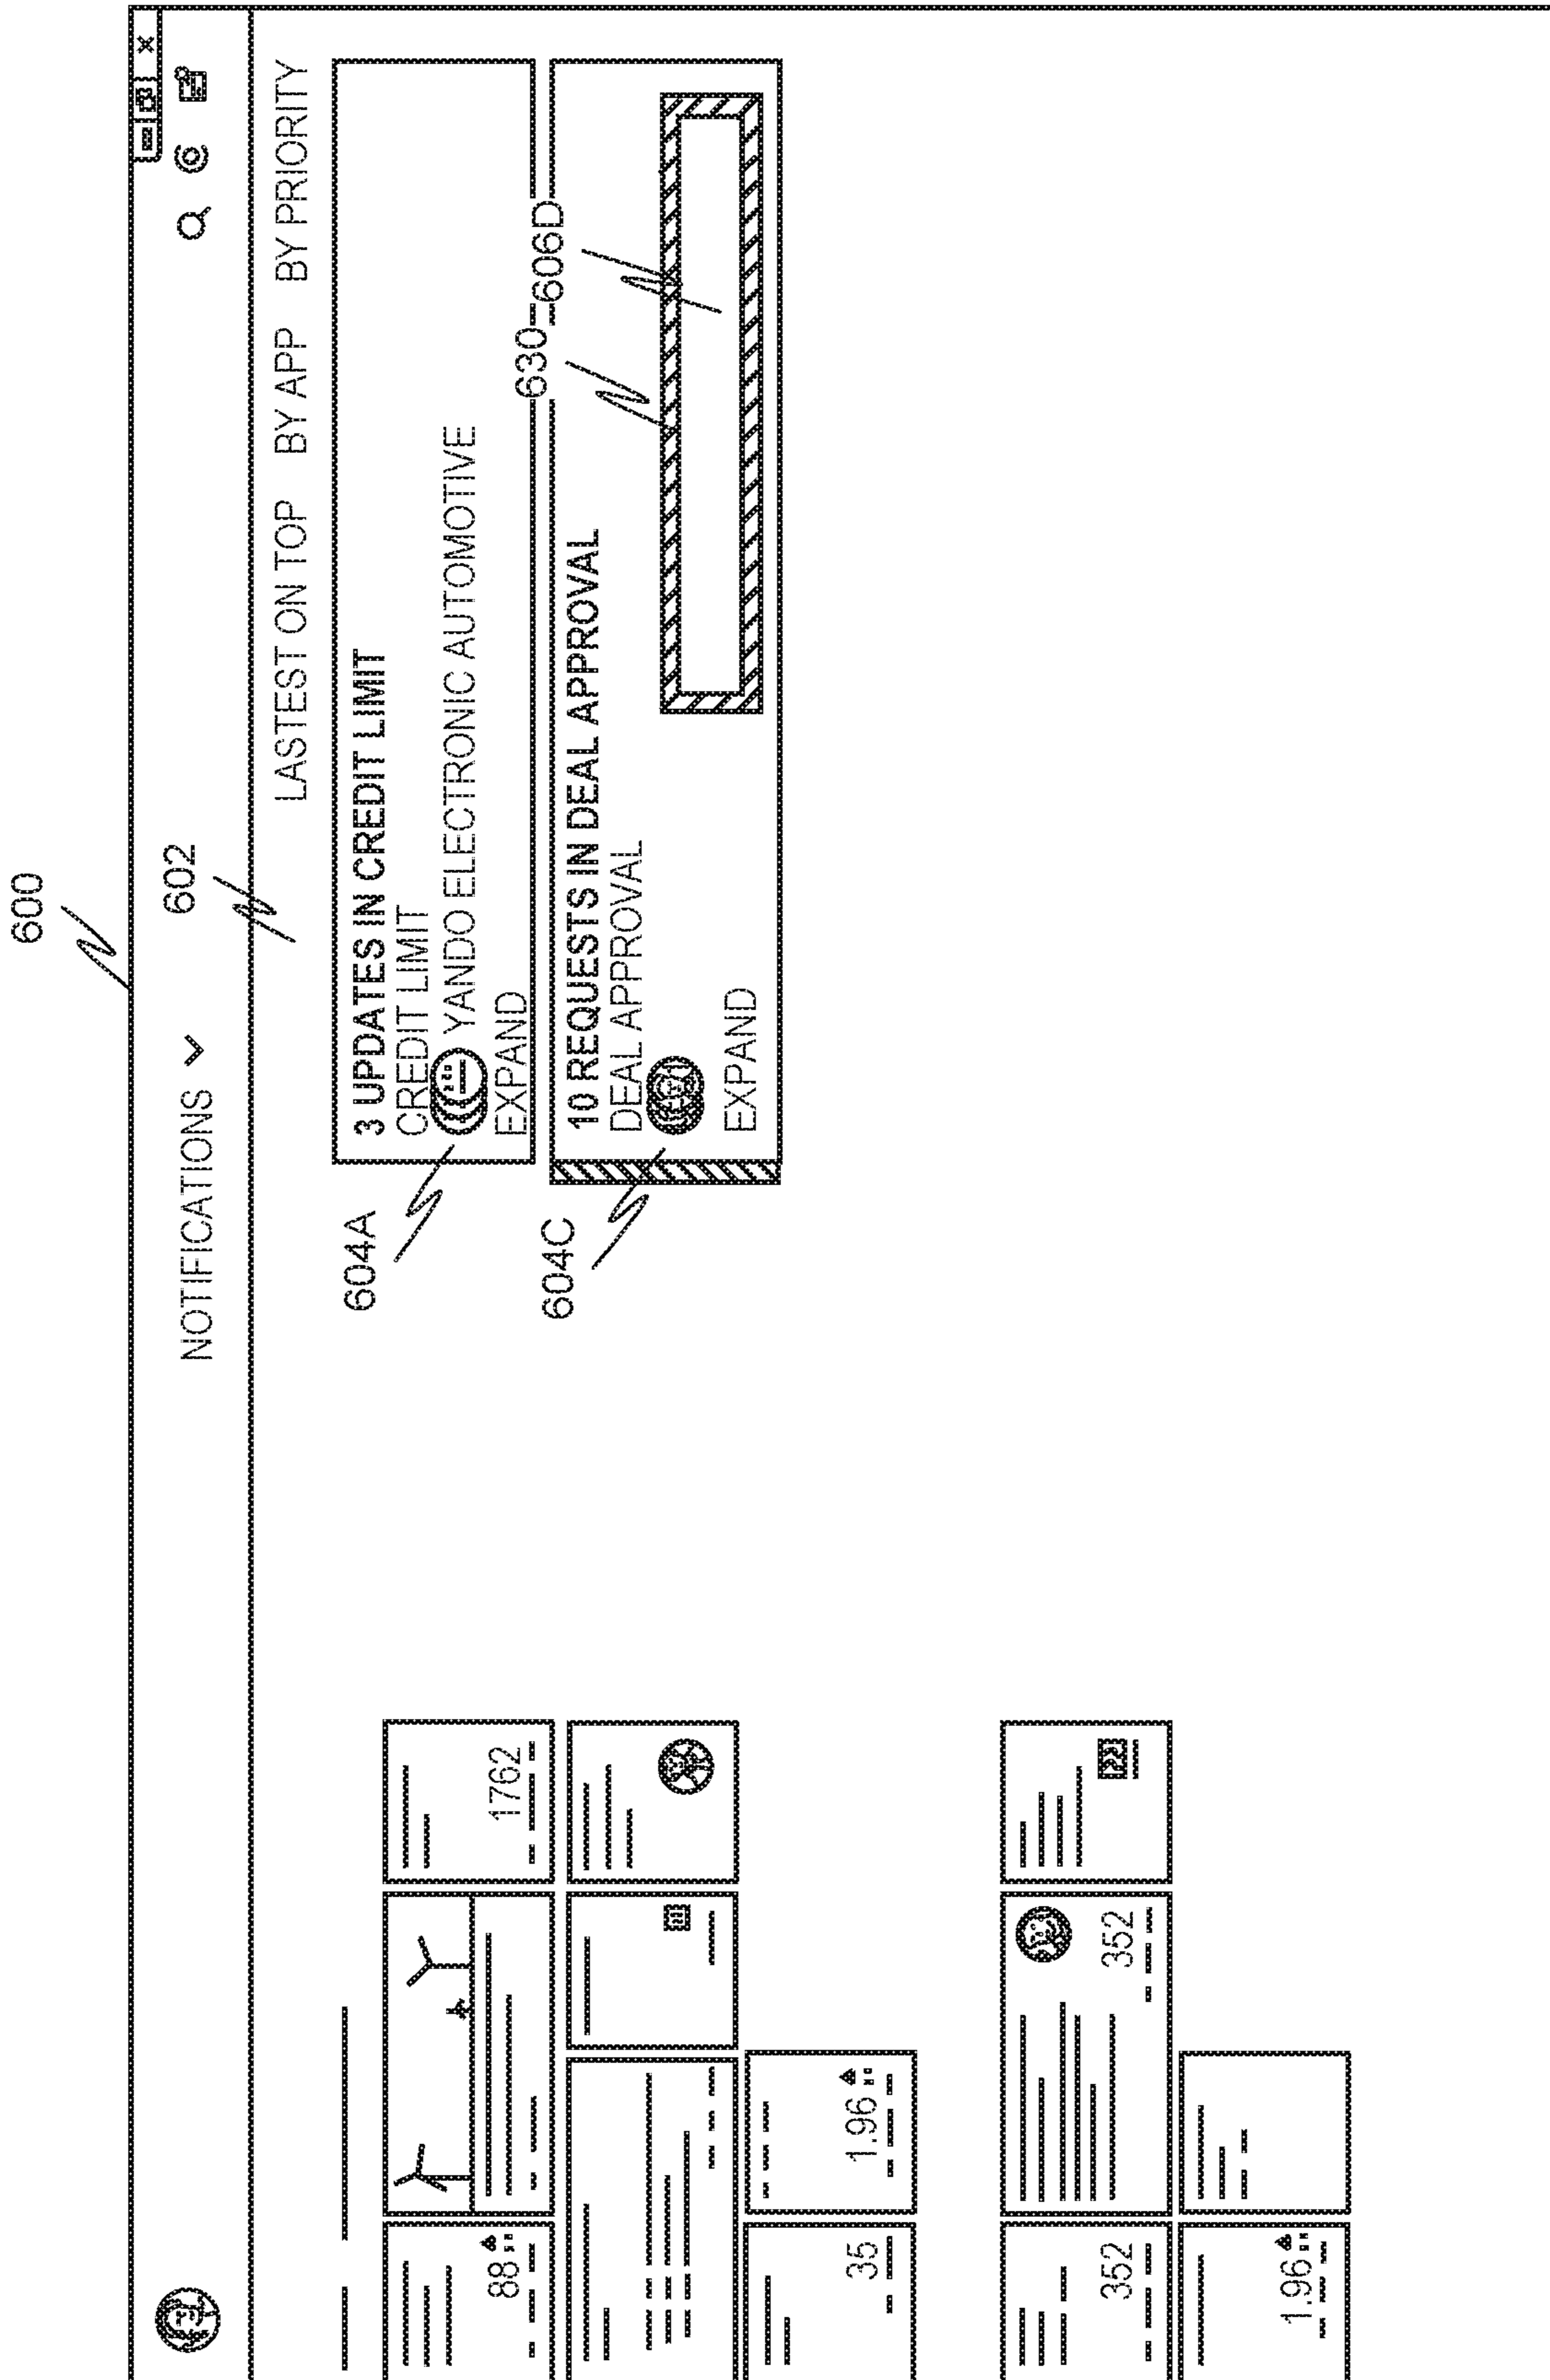 600
NOTIFICATIONS
602
LASTEST ON TOP BY APP BY PRIORITY
604A
3 UPDATES IN CREDIT LIMIT
CREDIT LIMIT
YANDO ELECTRONIC AUTOMOTIVE
EXPAND
630
606D
604C
10 REQUESTS IN DEAL APPROVAL
DEAL APPROVAL
EXPAND
88
1762
35
1.96
352
352
1.96